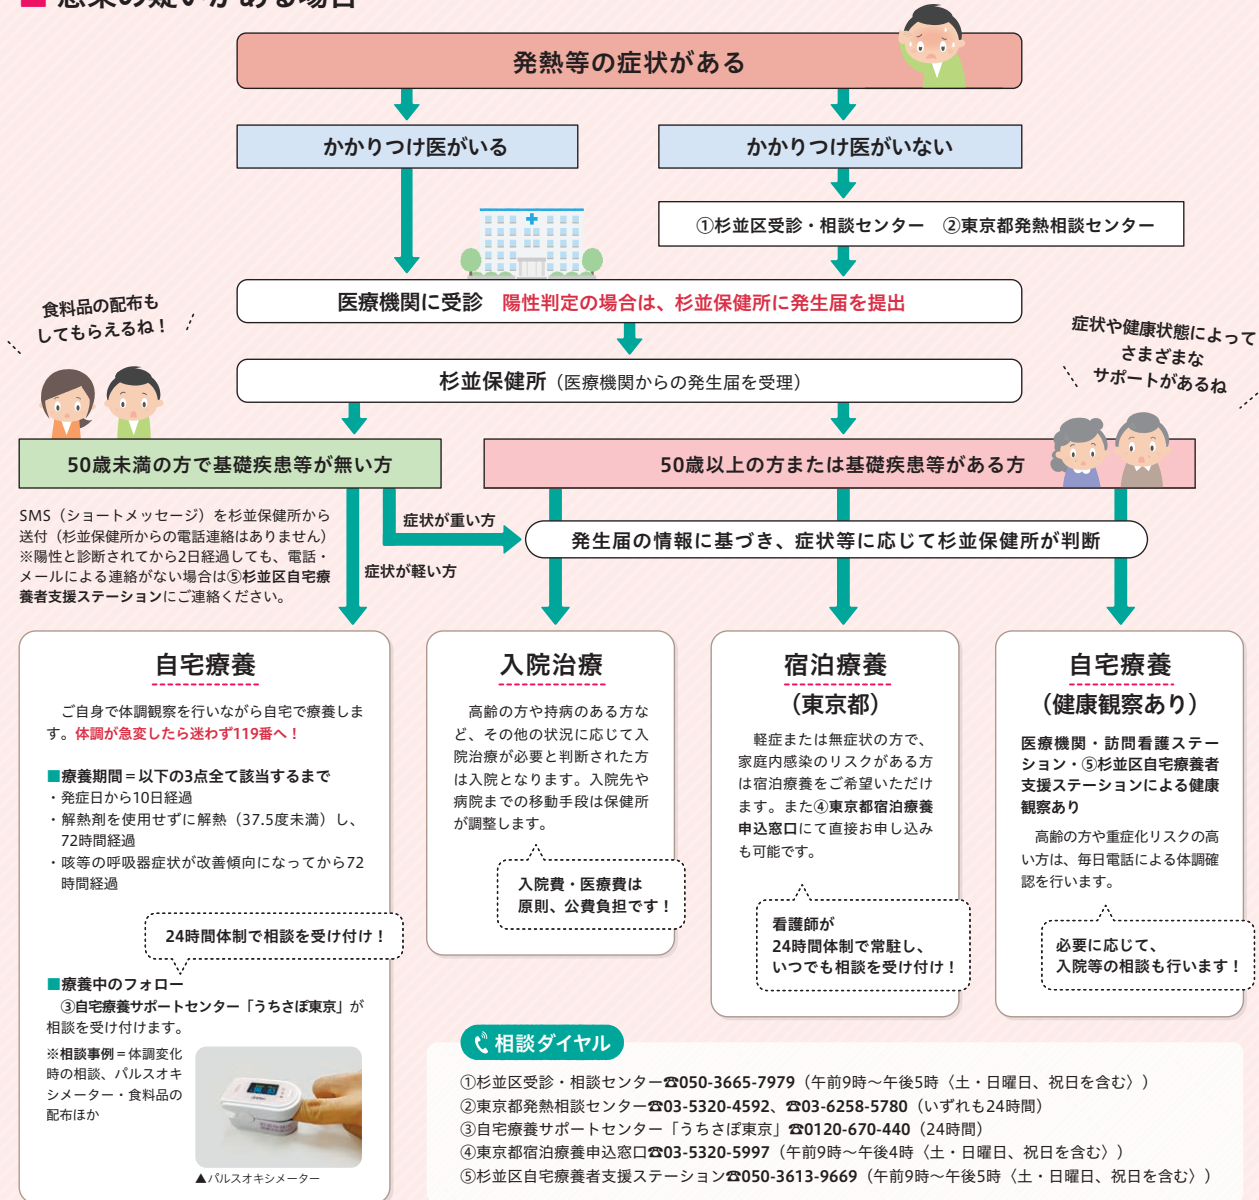 ■ 感染の疑いがある場合
発熱等の症状がある
かかりつけ医がいる
かかりつけ医がいない
①杉並区受診・相談センター　②東京都発熱相談センター
医療機関に受診　陽性判定の場合は、杉並保健所に発生届を提出
食料品の配布も
してもらえるね！
症状や健康状態によって
さまざまな
サポートがあるね
杉並保健所（医療機関からの発生届を受理）
50歳未満の方で基礎疾患等が無い方
50歳以上の方または基礎疾患等がある方
SMS（ショートメッセージ）を杉並保健所から
送付（杉並保健所からの電話連絡はありません）
※陽性と診断されてから2日経過しても、電話・
メールによる連絡がない場合は⑤杉並区自宅療
養者支援ステーションにご連絡ください。
症状が重い方
症状が軽い方
発生届の情報に基づき、症状等に応じて杉並保健所が判断
自宅療養
ご自身で体調観察を行いながら自宅で療養しま
す。体調が急変したら迷わず119番へ！
■療養期間＝以下の3点全て該当するまで
・発症日から10日経過
・解熱剤を使用せずに解熱（37.5度未満）し、
72時間経過
・咳等の呼吸器症状が改善傾向になってから72
時間経過
24時間体制で相談を受け付け！
■療養中のフォロー
③自宅療養サポートセンター「うちさぽ東京」が
相談を受け付けます。
※相談事例＝体調変化
時の相談、パルスオキ
シメーター・食料品の
配布ほか
▲パルスオキシメーター
入院治療
高齢の方や持病のある方な
ど、その他の状況に応じて入
院治療が必要と判断された方
は入院となります。入院先や
病院までの移動手段は保健所
が調整します。
入院費・医療費は
原則、公費負担です！
宿泊療養
（東京都）
軽症または無症状の方で、
家庭内感染のリスクがある方
は宿泊療養をご希望いただけ
ます。また④東京都宿泊療養
申込窓口にて直接お申し込み
も可能です。
看護師が
24時間体制で常駐し、
いつでも相談を受け付け！
自宅療養
（健康観察あり）
医療機関・訪問看護ステー
ション・⑤杉並区自宅療養者
支援ステーションによる健康
観察あり
高齢の方や重症化リスクの高
い方は、毎日電話による体調確
認を行います。
必要に応じて、
入院等の相談も行います！
相談ダイヤル
①杉並区受診・相談センター☎050-3665-7979（午前9時～午後5時〈土・日曜日、祝日を含む〉）
②東京都発熱相談センター☎03-5320-4592、☎03-6258-5780（いずれも24時間）
③自宅療養サポートセンター「うちさぽ東京」☎0120-670-440（24時間）
④東京都宿泊療養申込窓口☎03-5320-5997（午前9時～午後4時〈土・日曜日、祝日を含む〉）
⑤杉並区自宅療養者支援ステーション☎050-3613-9669（午前9時～午後5時〈土・日曜日、祝日を含む〉）